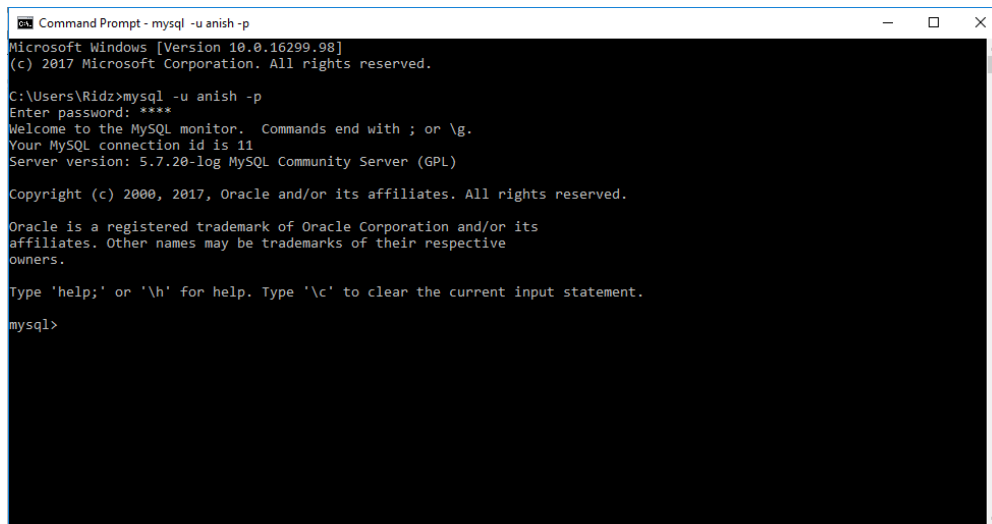 Command Prompt - mysql -u anish -p
Microsoft Windows [Version 10.0.16299.98]
(c) 2017 Microsoft Corporation. All rights reserved.
C:\Users\Ridz>mysql -u anish -p
Enter password: ****
Welcome to the MySQL monitor.  Commands end with ; or \g.
Your MySQL connection id is 11
Server version: 5.7.20-log MySQL Community Server (GPL)
Copyright (c) 2000, 2017, Oracle and/or its affiliates. All rights reserved.
Oracle is a registered trademark of Oracle Corporation and/or its
affiliates. Other names may be trademarks of their respective
owners.
Type 'help;' or '\h' for help. Type '\c' to clear the current input statement.
mysql>